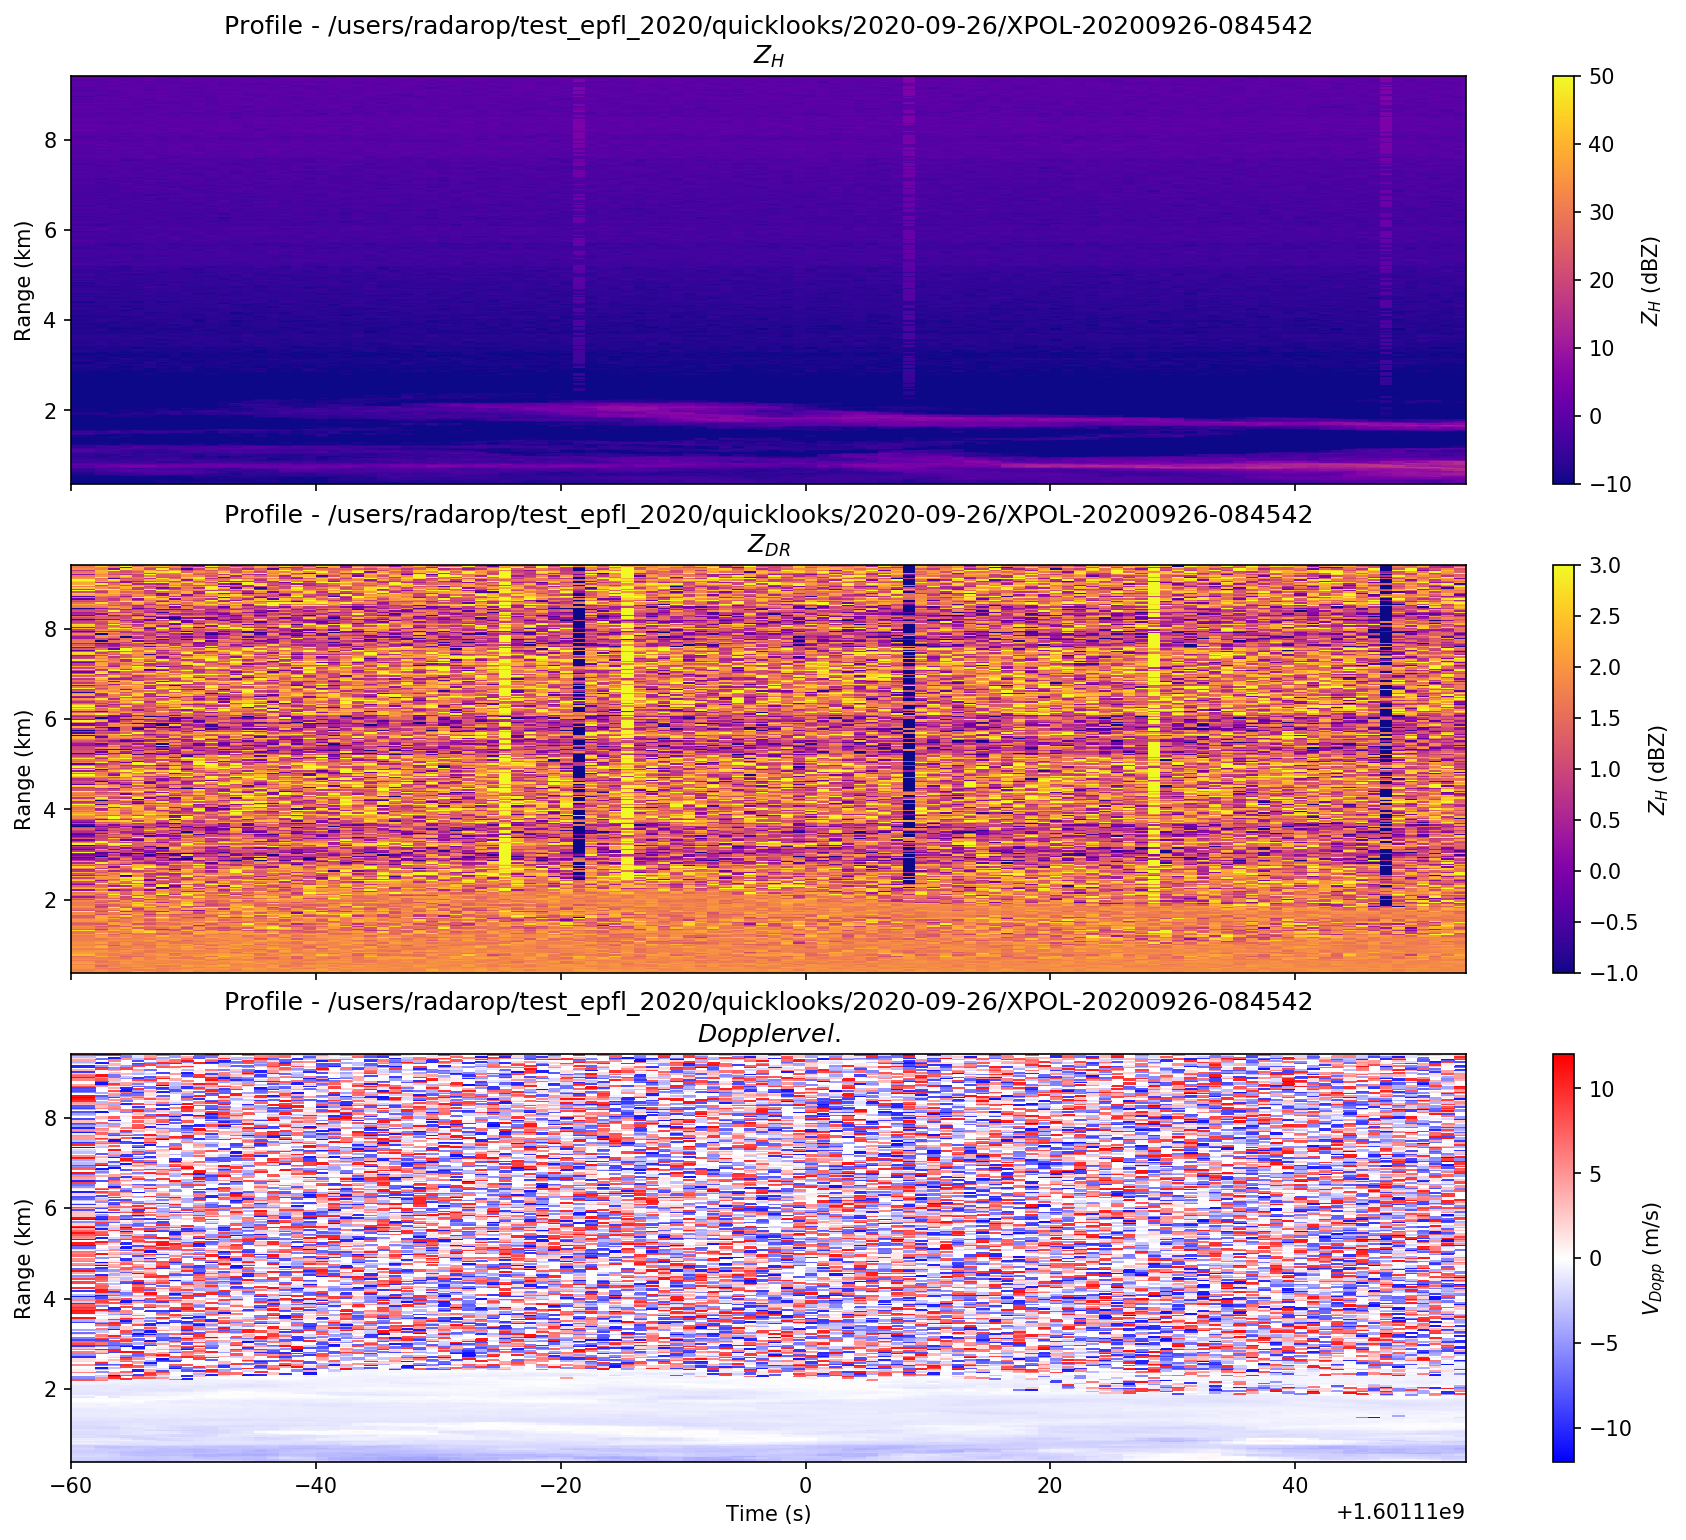 Profile - /users/radarop/test_epfl_2020/quicklooks/2020-09-26/XPOL-20200926-084542
Z_H
8
6
4
2
Range (km)
50
40
30
20
10
0
−10
Z_H (dBZ)
Profile - /users/radarop/test_epfl_2020/quicklooks/2020-09-26/XPOL-20200926-084542
Z_DR
8
6
4
2
Range (km)
3.0
2.5
2.0
1.5
1.0
0.5
0.0
−0.5
−1.0
Z_H (dBZ)
Profile - /users/radarop/test_epfl_2020/quicklooks/2020-09-26/XPOL-20200926-084542
Dopplervel.
8
6
4
2
Range (km)
10
5
0
−5
−10
V_Dopp (m/s)
−60 −40 −20 0 20 40
Time (s)
+1.60111e9